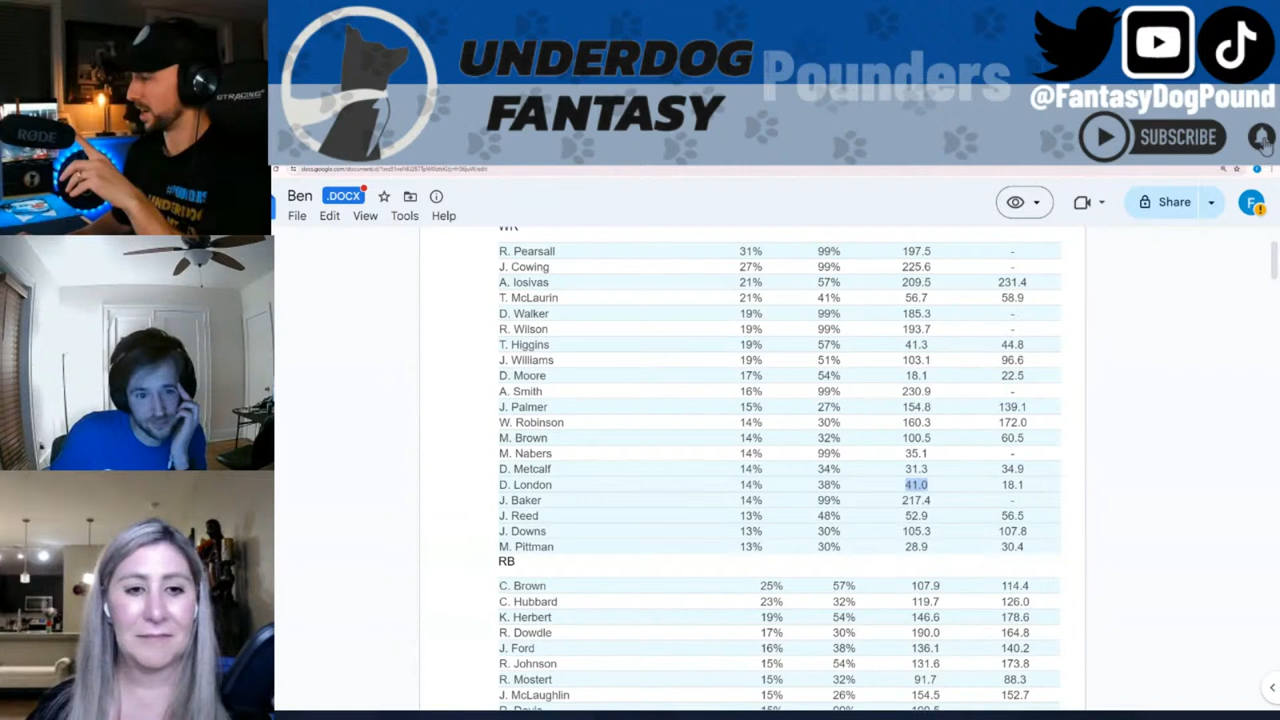 UNDERDOG
FANTASY
Pounders
@FantasyDogPound
SUBSCRIBE
RØDE
GTRACING
UNDERDOG
Ben .DOCX
File Edit View Tools Help
Share
F
WR
R. Pearsall 31% 99% 197.5 -
J. Cowing 27% 99% 225.6 -
A. Iosivas 21% 57% 209.5 231.4
T. McLaurin 21% 41% 56.7 58.9
D. Walker 19% 99% 185.3 -
R. Wilson 19% 99% 193.7 -
T. Higgins 19% 57% 41.3 44.8
J. Williams 19% 51% 103.1 96.6
D. Moore 17% 54% 18.1 22.5
A. Smith 16% 99% 230.9 -
J. Palmer 15% 27% 154.8 139.1
W. Robinson 14% 30% 160.3 172.0
M. Brown 14% 32% 100.5 60.5
M. Nabers 14% 99% 35.1 -
D. Metcalf 14% 34% 31.3 34.9
D. London 14% 38% 41.0 18.1
J. Baker 14% 99% 217.4 -
J. Reed 13% 48% 52.9 56.5
J. Downs 13% 30% 105.3 107.8
M. Pittman 13% 30% 28.9 30.4
RB
C. Brown 25% 57% 107.9 114.4
C. Hubbard 23% 32% 119.7 126.0
K. Herbert 19% 54% 146.6 178.6
R. Dowdle 17% 30% 190.0 164.8
J. Ford 16% 38% 136.1 140.2
R. Johnson 15% 54% 131.6 173.8
R. Mostert 15% 32% 91.7 88.3
J. McLaughlin 15% 26% 154.5 152.7